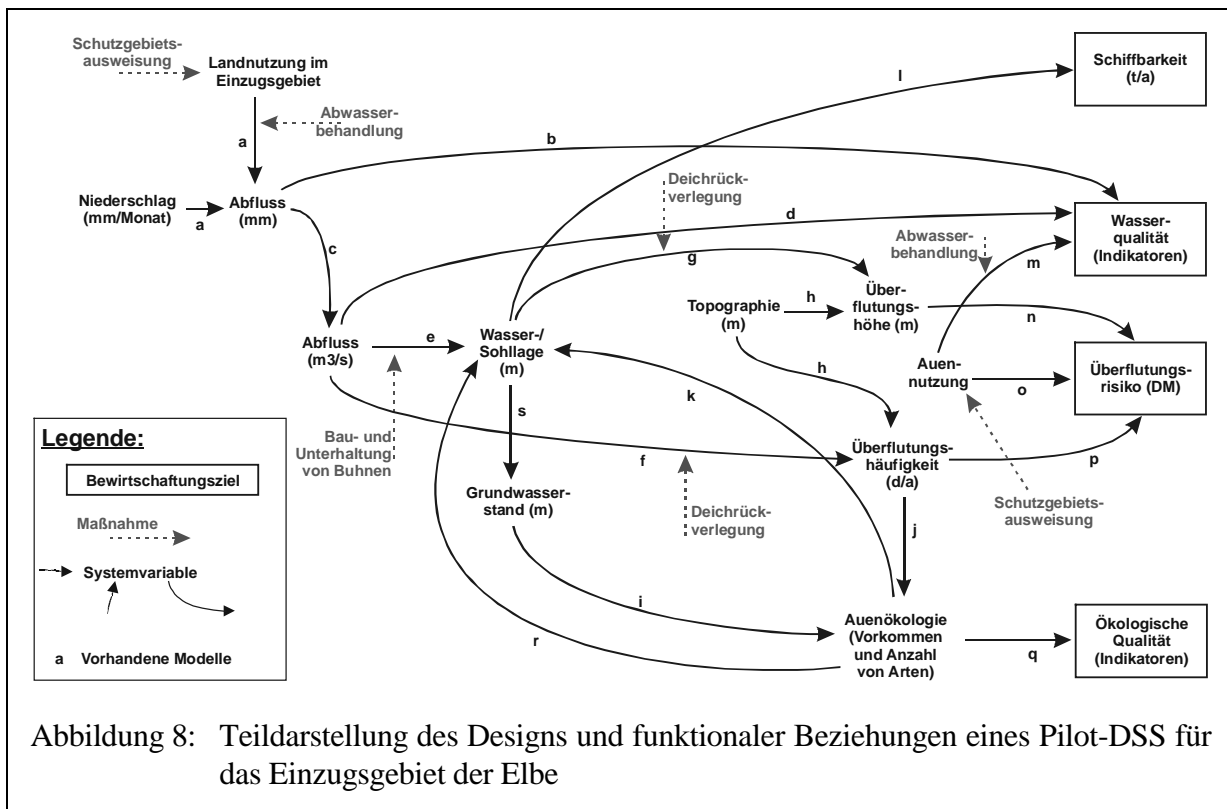 Schutzgebiets-
ausweisung
Landnutzung im
Einzugsgebiet
Abwasser-
behandlung
a
Niederschlag
(mm/Monat)
a
Abfluss
(mm)
b
c
l
Schiffbarkeit
(t/a)
Deichrück-
verlegung
d
g
Abwasser-
behandlung
m
Wasser-
qualität
(Indikatoren)
Topographie
(m)
h
Über-
flutungs-
höhe (m)
n
Abfluss
(m3/s)
e
Wasser-/
Sohllage
(m)
h
Auen-
nutzung
o
Überflutungs-
risiko (DM)
k
s
Bau- und
Unterhaltung
von Buhnen
f
Überflutungs-
häufigkeit
(d/a)
p
Grundwasser-
stand (m)
Deichrück-
verlegung
j
Schutzgebiets-
ausweisung
i
r
Auenökologie
(Vorkommen
und Anzahl
von Arten)
q
Ökologische
Qualität
(Indikatoren)
Legende:
Bewirtschaftungsziel
Maßnahme
Systemvariable
a Vorhandene Modelle
Abbildung 8: Teildarstellung des Designs und funktionaler Beziehungen eines Pilot-DSS für
das Einzugsgebiet der Elbe